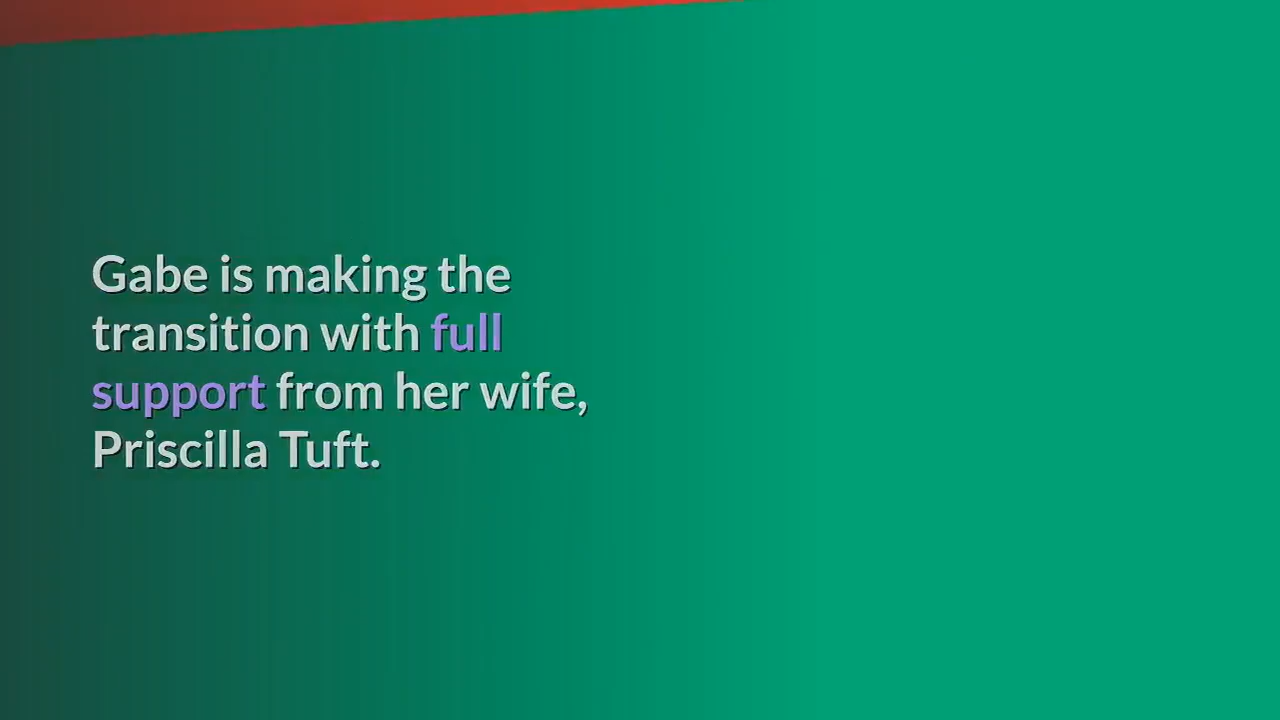 Gabe is making the
transition with full
support from her wife,
Priscilla Tuft.